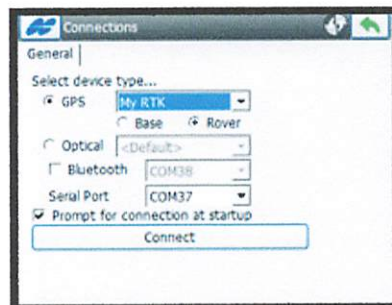 Connections
General
Select device type...
GPS My RTK
Base Rover
Optical <Default>
Bluetooth COM38
Serial Port COM37
Prompt for connection at startup
Connect